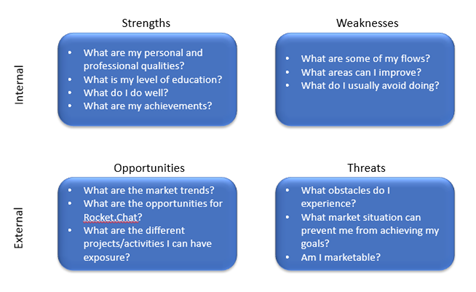 Strengths
Weaknesses
Internal
• What are my personal and
professional qualities?
• What is my level of education?
• What do I do well?
• What are my achievements?
• What are some of my flows?
• What areas can I improve?
• What do I usually avoid doing?
Opportunities
Threats
External
• What are the market trends?
• What are the opportunities for
Rocket.Chat?
• What are the different
projects/activities I can have
exposure?
• What obstacles do I
experience?
• What market situation can
prevent me from achieving my
goals?
• Am I marketable?